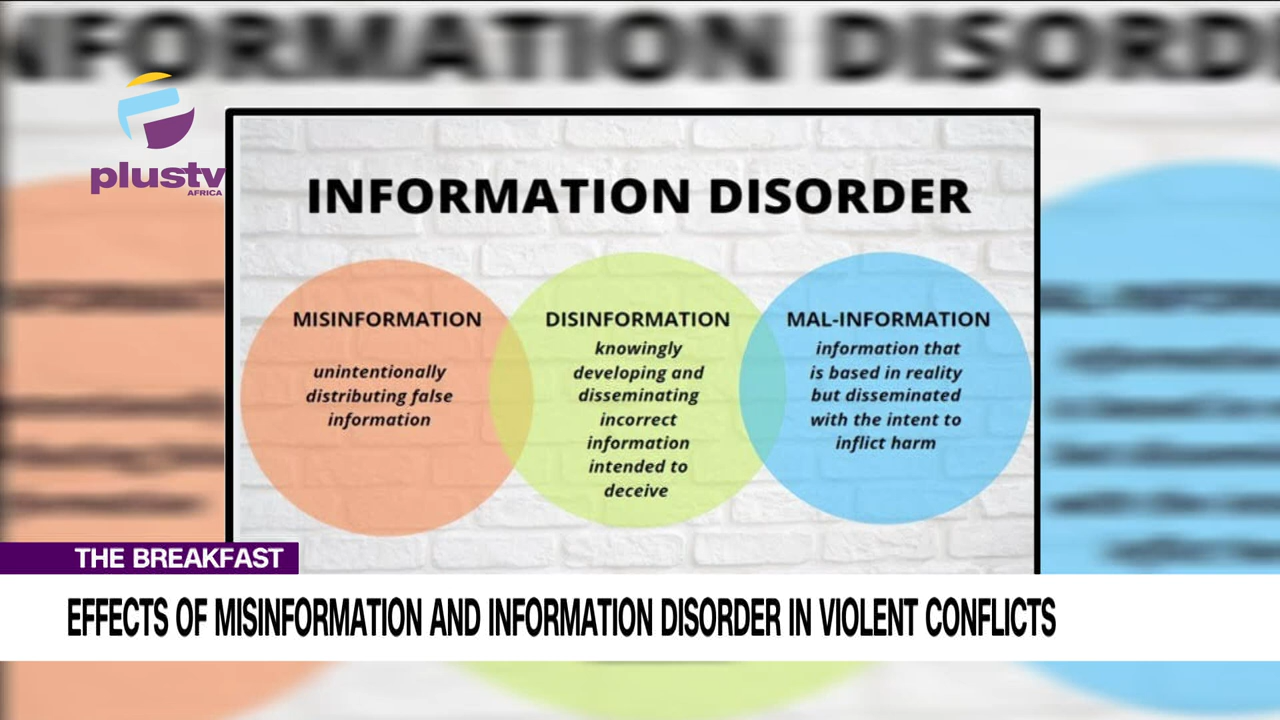 plustv
AFRICA
INFORMATION DISORDER
MISINFORMATION
unintentionally
distributing false
information
DISINFORMATION
knowingly
developing and
disseminating
incorrect
information
intended to
deceive
MAL-INFORMATION
information that
is based in reality
but disseminated
with the intent to
inflict harm
THE BREAKFAST
EFFECTS OF MISINFORMATION AND INFORMATION DISORDER IN VIOLENT CONFLICTS